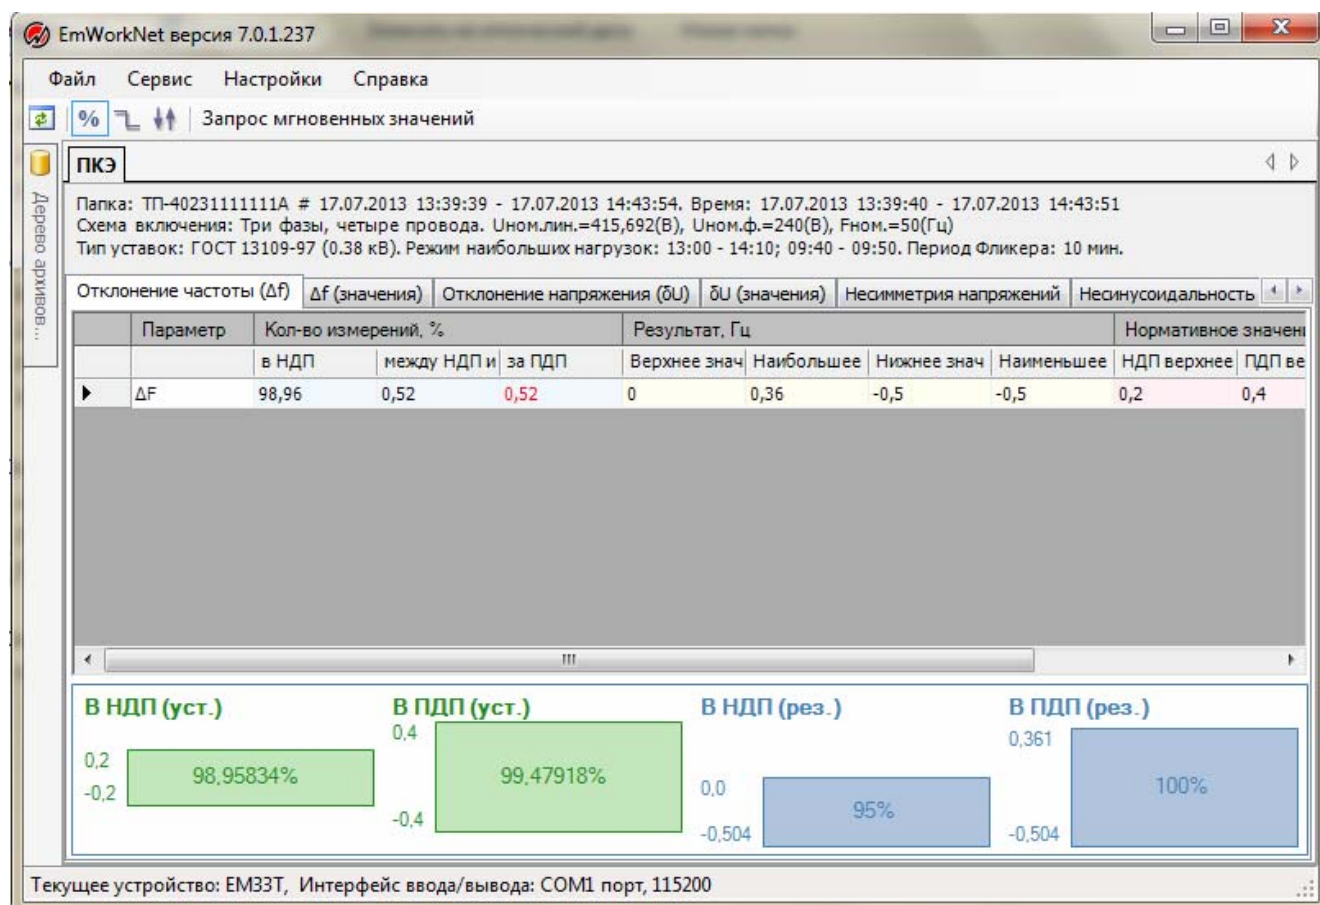 EmWorkNet версия 7.0.1.237
Файл Сервис Настройки Справка
% Запрос мгновенных значений
ПКЭ
Дерево архивов...
Папка: ТП-40231111111А # 17.07.2013 13:39:39 - 17.07.2013 14:43:54. Время: 17.07.2013 13:39:40 - 17.07.2013 14:43:51
Схема включения: Три фазы, четыре провода. Uном.лин.=415,692(В), Uном.ф.=240(В), Fном.=50(Гц)
Тип уставок: ГОСТ 13109-97 (0.38 кВ). Режим наибольших нагрузок: 13:00 - 14:10; 09:40 - 09:50. Период Фликера: 10 мин.
Отклонение частоты (Δf) Δf (значения) Отклонение напряжения (δU) δU (значения) Несимметрия напряжений Несинусоидальность
Параметр Кол-во измерений, % Результат, Гц Нормативное значени
в НДП между НДП и за ПДП Верхнее знач Наибольшее Нижнее знач Наименьшее НДП верхнее ПДП ве
ΔF 98,96 0,52 0,52 0 0,36 -0,5 -0,5 0,2 0,4
В НДП (уст.) В ПДП (уст.) В НДП (рез.) В ПДП (рез.)
0,2 -0,2 98,95834%
0,4 -0,4 99,47918%
0,0 -0,504 95%
0,361 -0,504 100%
Текущее устройство: EM33T, Интерфейс ввода/вывода: COM1 порт, 115200